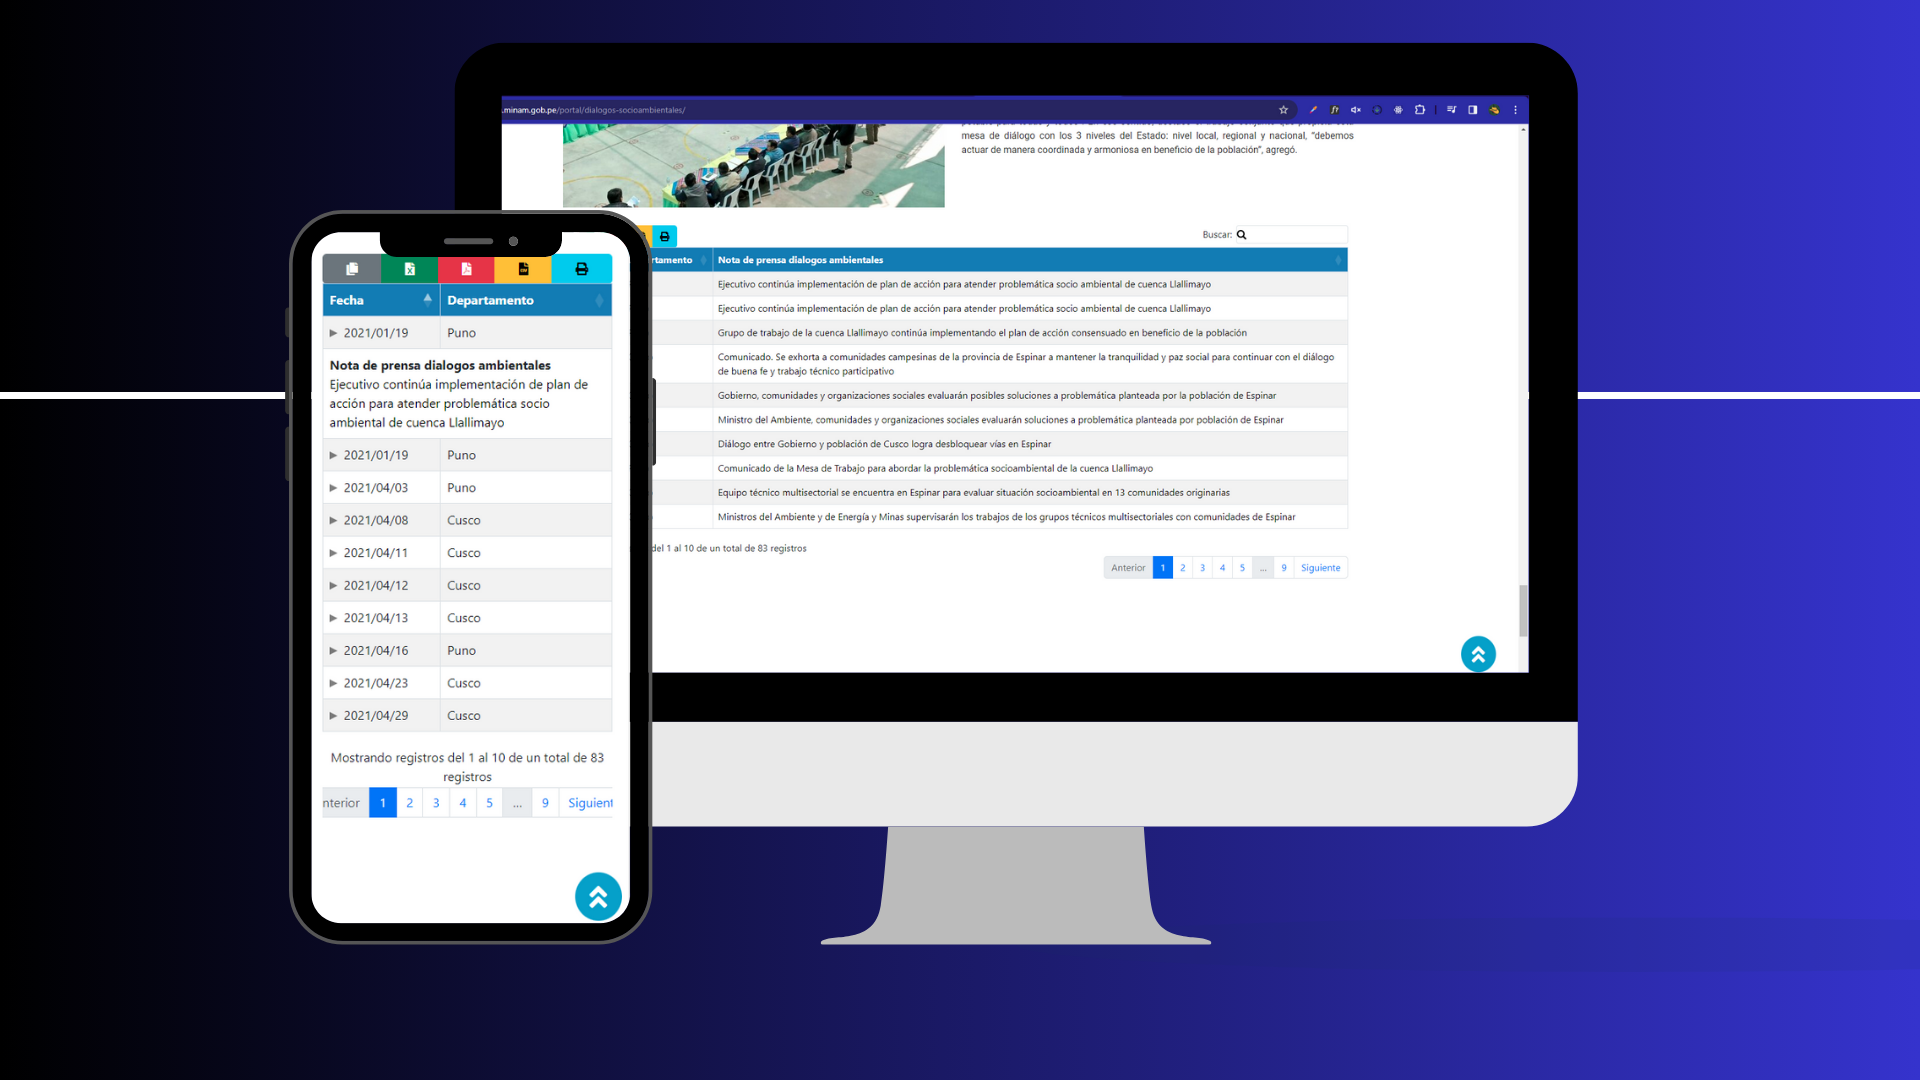 .minam.gob.pe/portal/dialogos-socioambientales/
mesa de diálogo con los 3 niveles del Estado: nivel local, regional y nacional, "debemos
actuar de manera coordinada y armoniosa en beneficio de la población", agregó.
Buscar:
rtamento
Nota de prensa dialogos ambientales
Ejecutivo continúa implementación de plan de acción para atender problemática socio ambiental de cuenca Llallimayo
Ejecutivo continúa implementación de plan de acción para atender problemática socio ambiental de cuenca Llallimayo
Grupo de trabajo de la cuenca Llallimayo continúa implementando el plan de acción consensuado en beneficio de la población
Comunicado. Se exhorta a comunidades campesinas de la provincia de Espinar a mantener la tranquilidad y paz social para continuar con el diálogo
de buena fe y trabajo técnico participativo
Gobierno, comunidades y organizaciones sociales evaluarán posibles soluciones a problemática planteada por la población de Espinar
Ministro del Ambiente, comunidades y organizaciones sociales evaluarán soluciones a problemática planteada por población de Espinar
Diálogo entre Gobierno y población de Cusco logra desbloquear vías en Espinar
Comunicado de la Mesa de Trabajo para abordar la problemática socioambiental de la cuenca Llallimayo
Equipo técnico multisectorial se encuentra en Espinar para evaluar situación socioambiental en 13 comunidades originarias
Ministros del Ambiente y de Energía y Minas supervisarán los trabajos de los grupos técnicos multisectoriales con comunidades de Espinar
del 1 al 10 de un total de 83 registros
Anterior 1 2 3 4 5 ... 9 Siguiente
Fecha Departamento
2021/01/19 Puno
Nota de prensa dialogos ambientales
Ejecutivo continúa implementación de plan de
acción para atender problemática socio
ambiental de cuenca Llallimayo
2021/01/19 Puno
2021/04/03 Puno
2021/04/08 Cusco
2021/04/11 Cusco
2021/04/12 Cusco
2021/04/13 Cusco
2021/04/16 Puno
2021/04/23 Cusco
2021/04/29 Cusco
Mostrando registros del 1 al 10 de un total de 83
registros
nterior 1 2 3 4 5 ... 9 Siguient